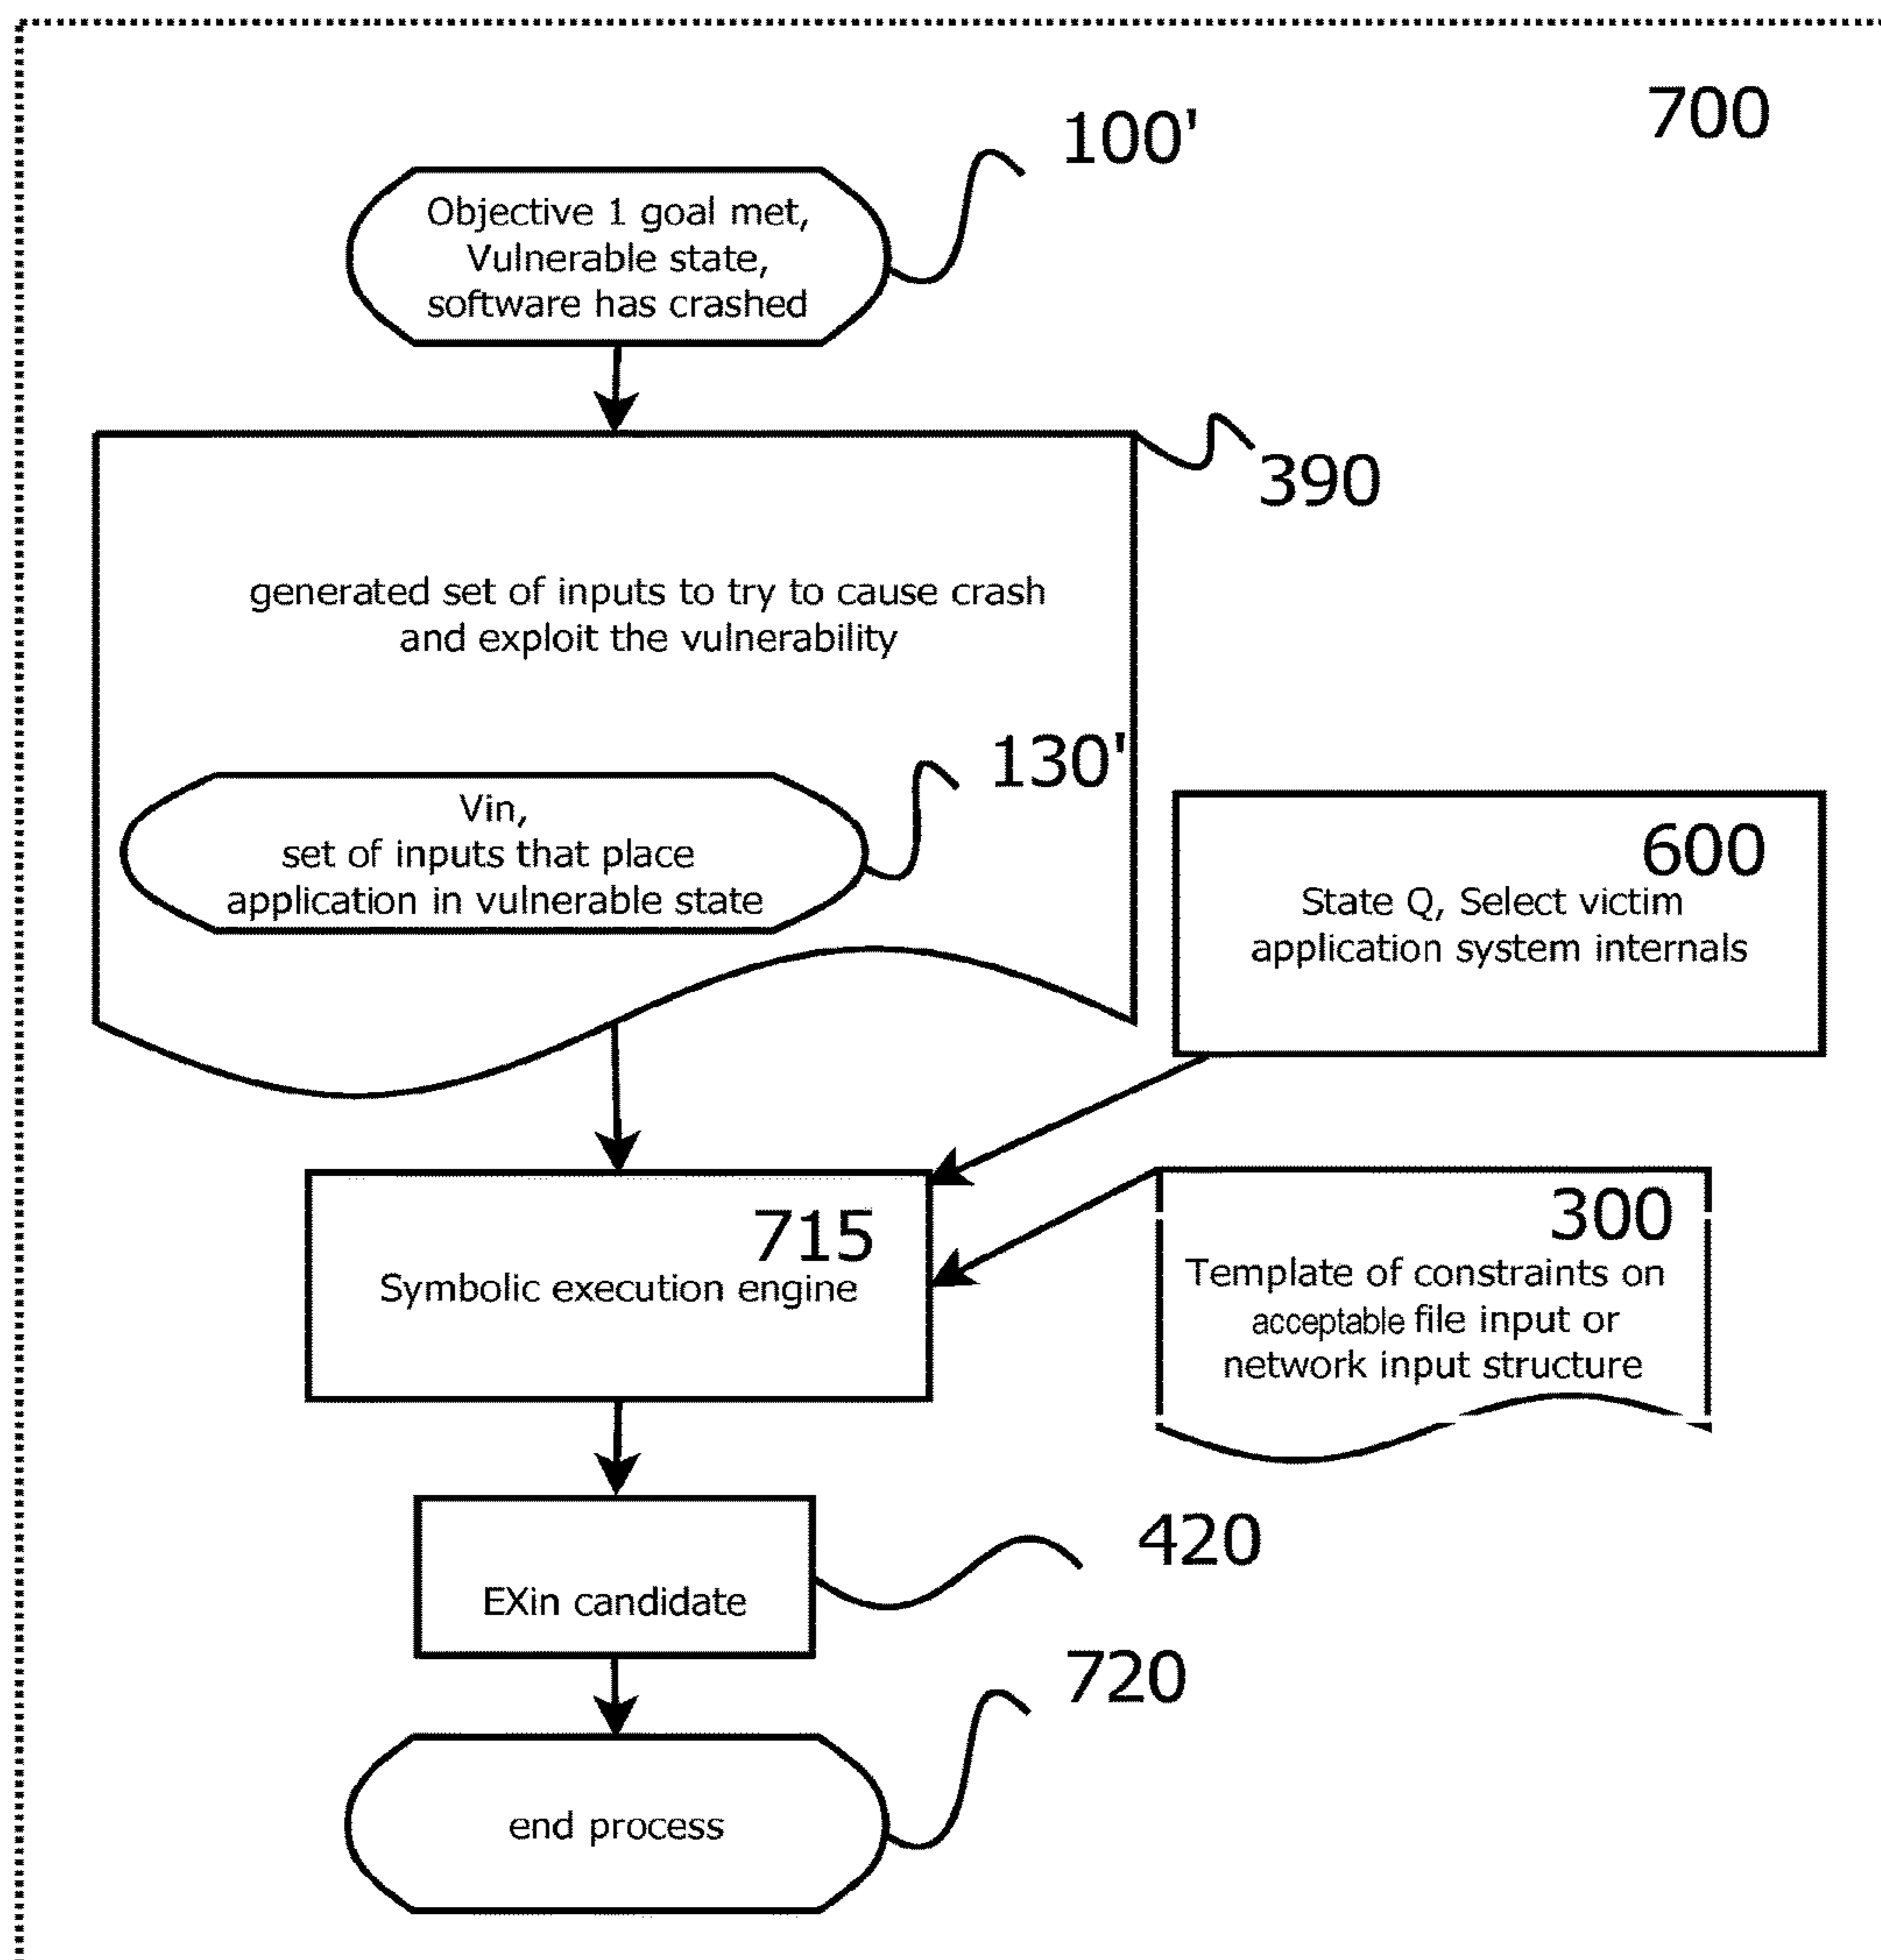 700
100'
Objective 1 goal met,
Vulnerable state,
software has crashed
390
generated set of inputs to try to cause crash
and exploit the vulnerability
130'
Vin,
set of inputs that place
application in vulnerable state
600
State Q, Select victim
application system internals
715
Symbolic execution engine
300
Template of constraints on
acceptable file input or
network input structure
420
EXin candidate
720
end process